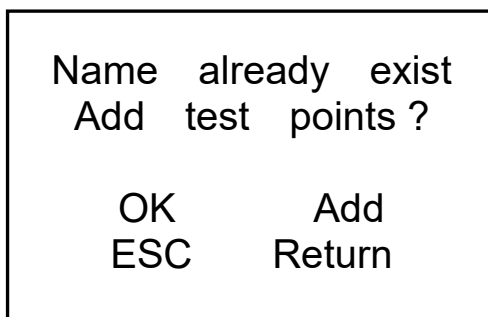 Name already exist
Add test points ?
OK Add
ESC Return